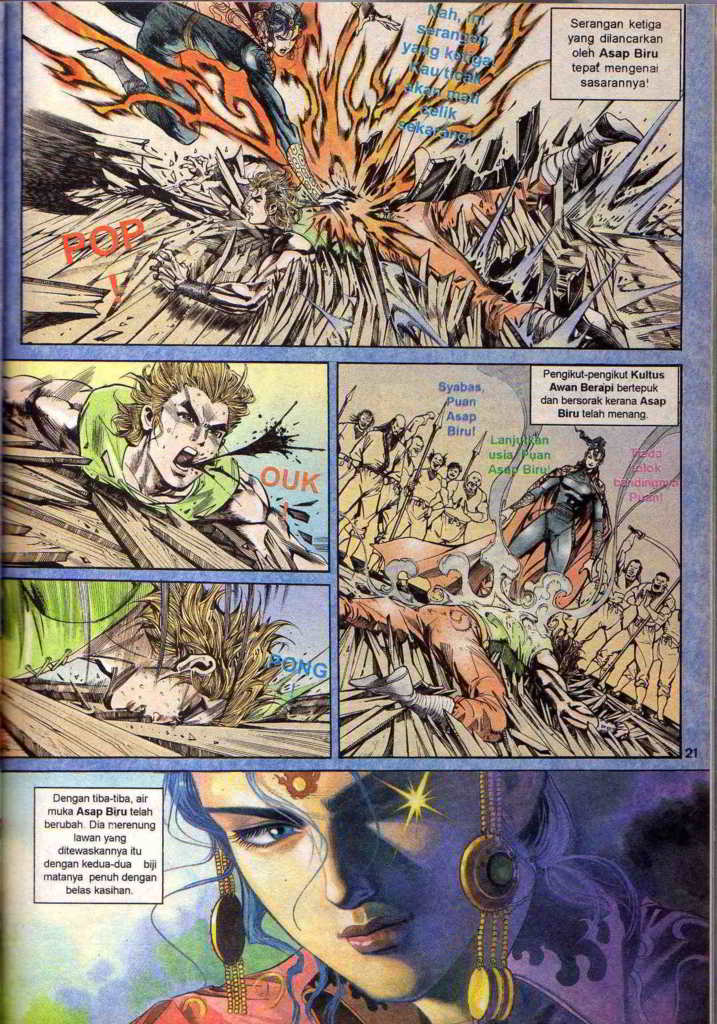 Nah, ini
serangan
yang ketiga!
Kau tidak
akan mati
celik
sekarang!
Serangan ketiga
yang dilancarkan
oleh Asap Biru
tepat mengenai
sasarannya!
POP
!
OUK
!
PONG
Syabas,
Puan
Asap
Biru!
Lanjutkan
usia, Puan
Asap Biru!
Pengikut-pengikut Kultus
Awan Berapi bertepuk
dan bersorak kerana Asap
Biru telah menang.
Tiada
tolok
bandingnya
Puan!
21
Dengan tiba-tiba, air
muka Asap Biru telah
berubah. Dia merenung
lawan yang
ditewaskannya itu
dengan kedua-dua biji
matanya penuh dengan
belas kasihan.